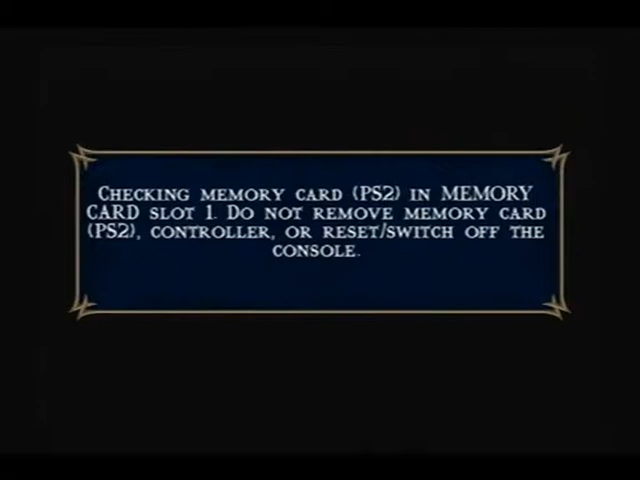 Checking memory card (PS2) in MEMORY
CARD slot 1. Do not remove memory card
(PS2), controller, or reset/switch off the
console.